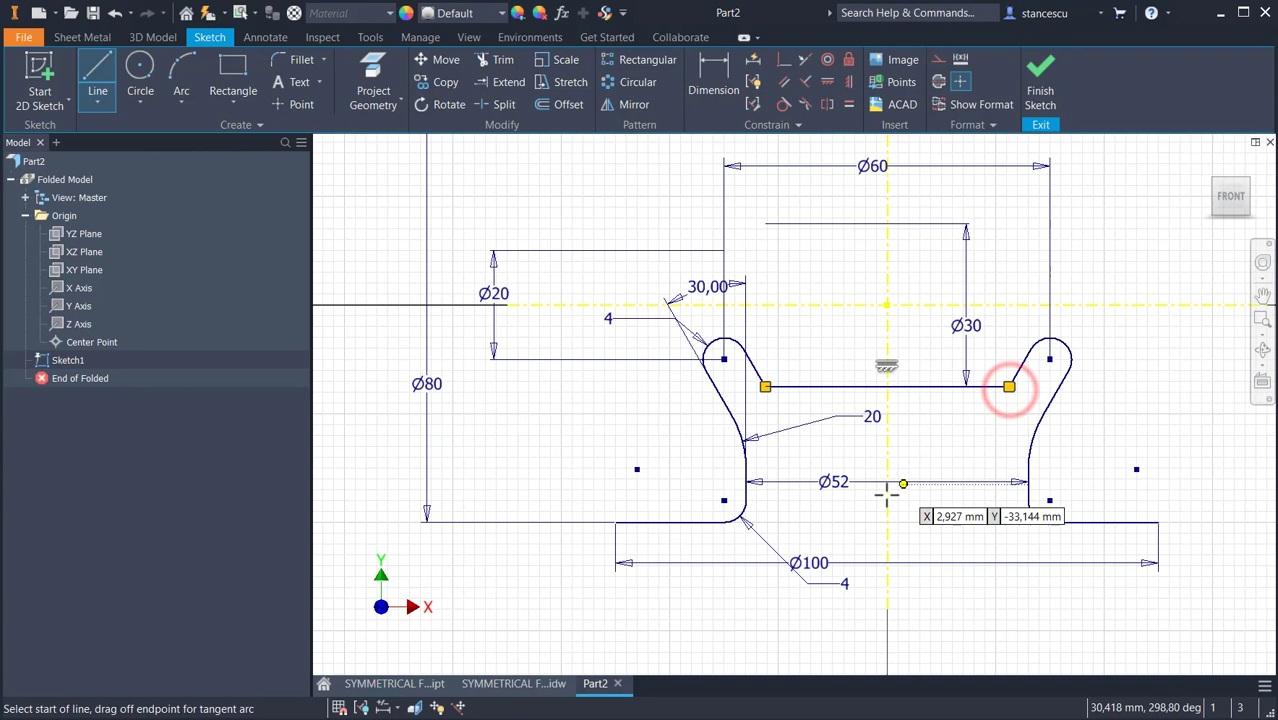 Material
Default
fx
Part2
Search Help & Commands...
stancescu
File
Sheet Metal
3D Model
Sketch
Annotate
Inspect
Tools
Manage
View
Environments
Get Started
Collaborate
Start
2D Sketch
Line
Circle
Arc
Rectangle
Fillet
Text
Point
Project
Geometry
Move
Copy
Rotate
Trim
Extend
Split
Scale
Stretch
Offset
Rectangular
Circular
Mirror
Dimension
Image
Points
ACAD
Show Format
Finish
Sketch
Sketch
Create
Modify
Pattern
Constrain
Insert
Format
Exit
Model
Part2
Folded Model
View: Master
Origin
YZ Plane
XZ Plane
XY Plane
X Axis
Y Axis
Z Axis
Center Point
Sketch1
End of Folded
FRONT
Ø60
Ø20
30,00
4
Ø30
Ø80
20
Ø52
X 2,927 mm Y -33,144 mm
Ø100
4
Y
X
SYMMETRICAL F...ipt
SYMMETRICAL F...idw
Part2
Select start of line, drag off endpoint for tangent arc
30,418 mm, 298,80 deg
1
3